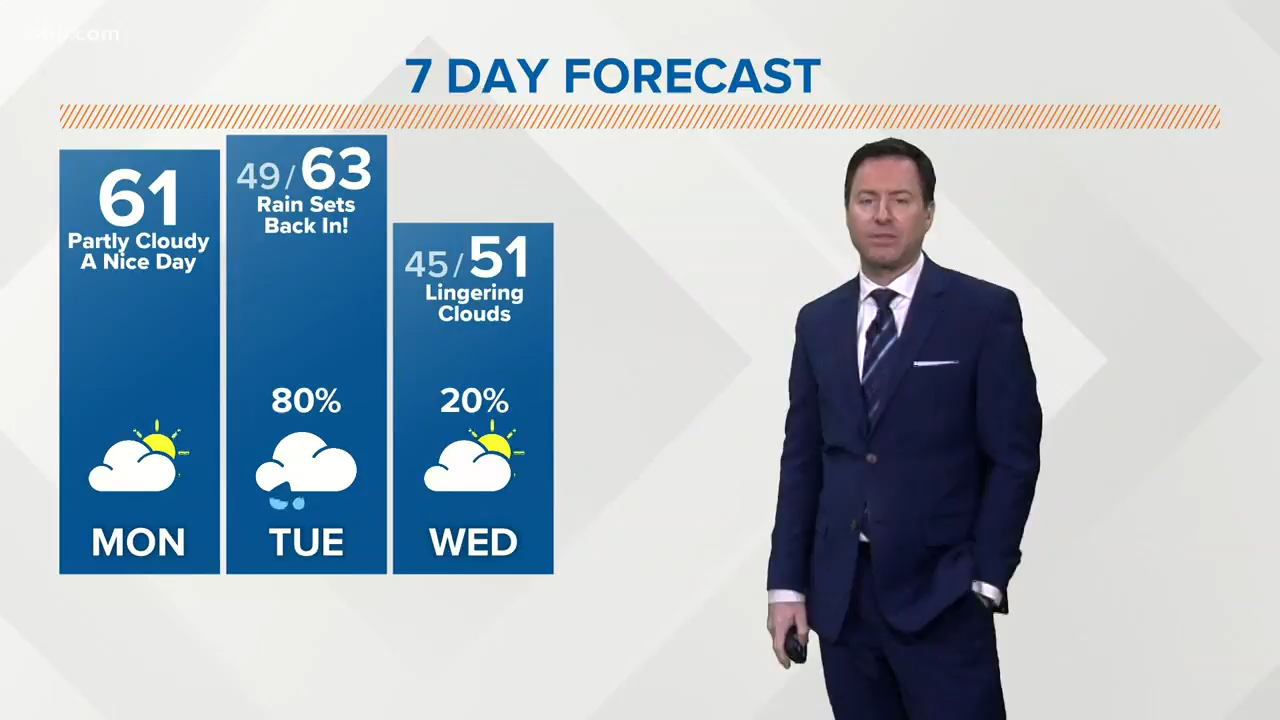 7 DAY FORECAST
61
Partly Cloudy
A Nice Day
MON
49/63
Rain Sets
Back In!
80%
TUE
45/51
Lingering
Clouds
20%
WED